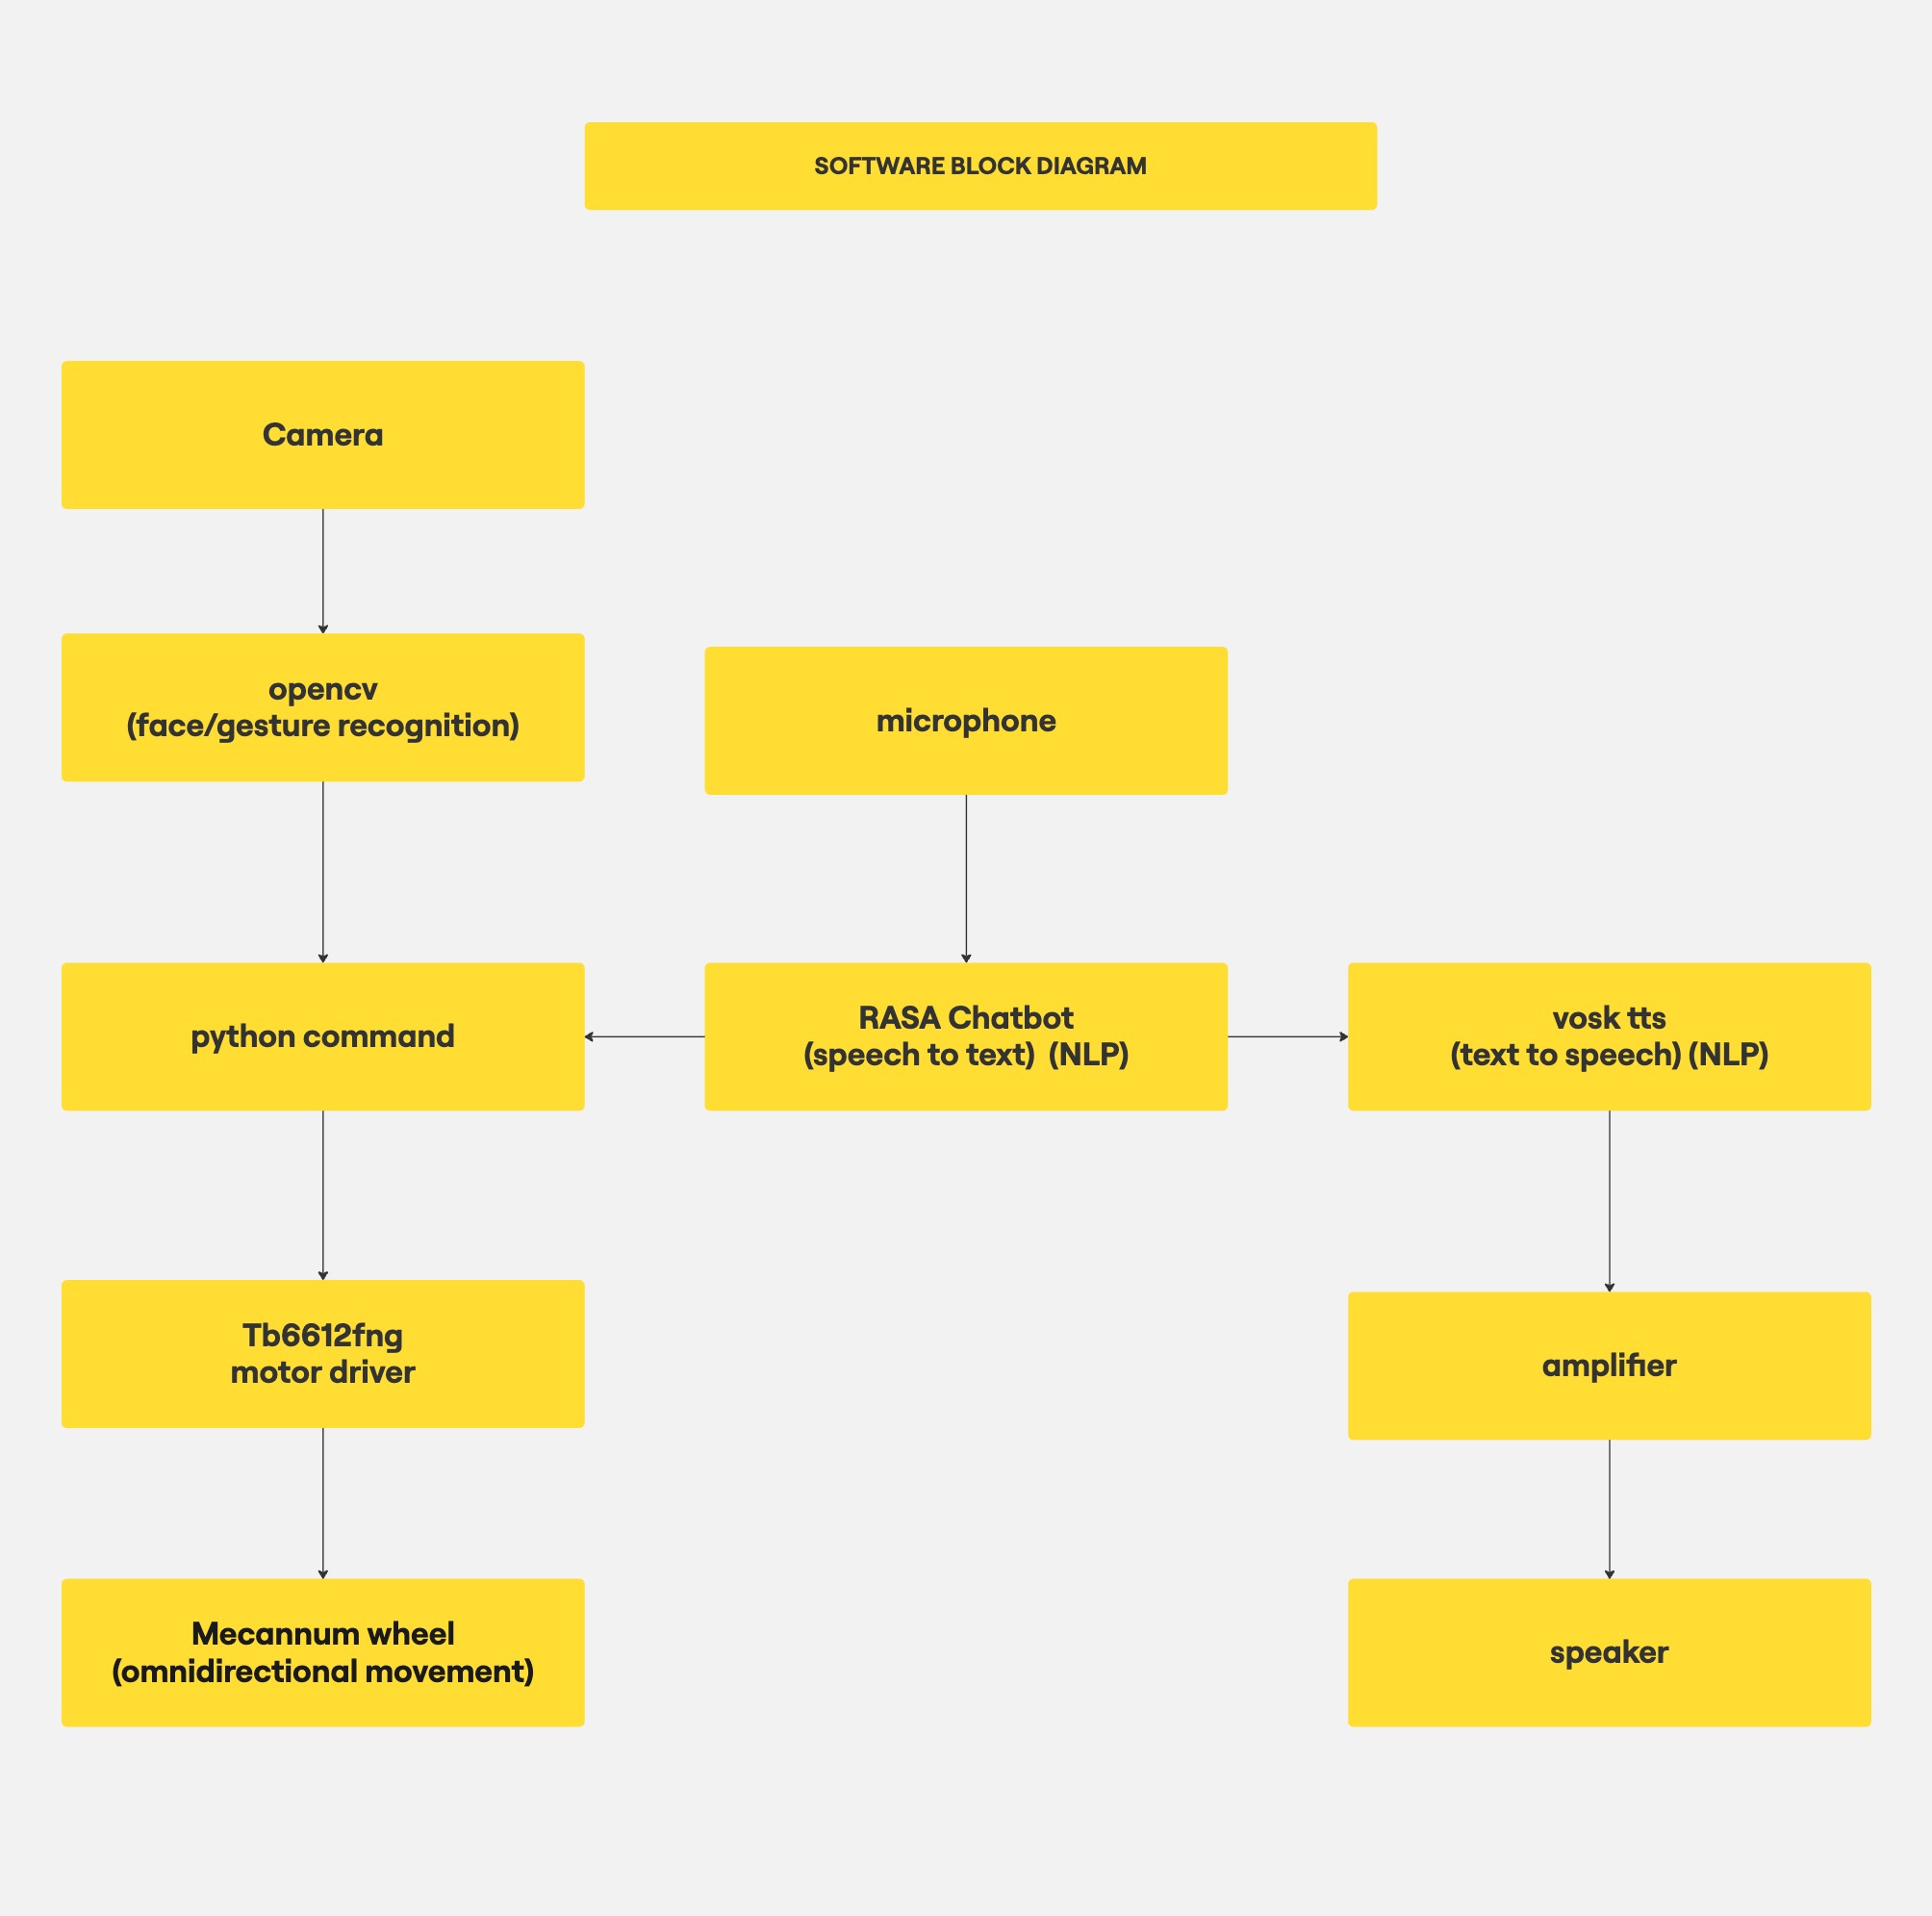 SOFTWARE BLOCK DIAGRAM
Camera
opencv
(face/gesture recognition)
microphone
python command
RASA Chatbot
(speech to text) (NLP)
vosk tts
(text to speech) (NLP)
Tb6612fng
motor driver
amplifier
Mecannum wheel
(omnidirectional movement)
speaker